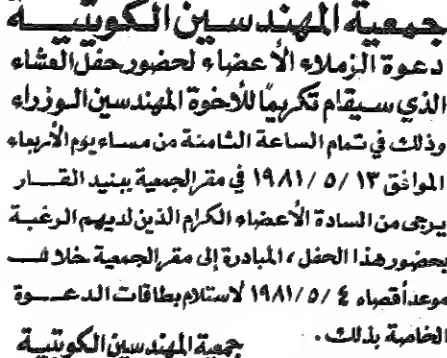 جمعية المهندسين الكويتية
دعوة الزملاء الأعضاء لحضور حفل العشاء
الذي سيقام تكريمًا للأخوة المهندسين الوزراء
وذلك في تمام الساعة الثامنة من مساء يوم الأربعاء
الموافق ١٣ /٥ /١٩٨١ في مقر الجمعية ببنيد القار
يرجى من السادة الأعضاء الكرام الذين لديهم الرغبة
بحضور هذا الحفل، المبادرة إلى مقر الجمعية خلال
موعد أقصاه ٤ /٥ /١٩٨١ لاستلام بطاقات الدعوة
الخاصة بذلك.
جمعية المهندسين الكويتية